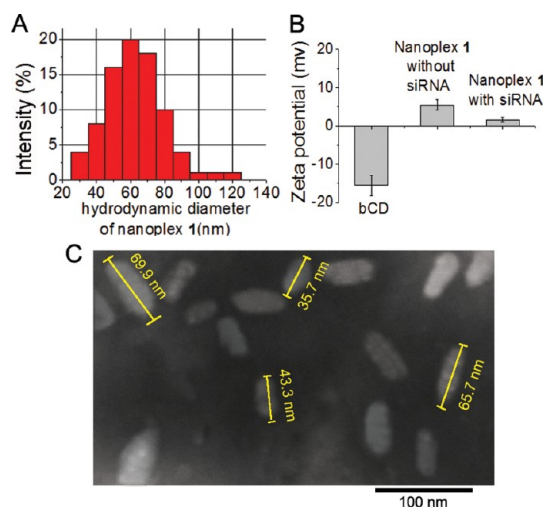 A
Intensity (%)
20
15
10
5
0
20 40 60 80 100 120 140
hydrodynamic diameter
of nanoplex 1(nm)
B
Zeta potential (mv)
20
10
0
-10
-20
Nanoplex 1
without
siRNA
Nanoplex 1
with siRNA
bCD
C
69.9 nm
35.7 nm
43.3 nm
65.7 nm
100 nm